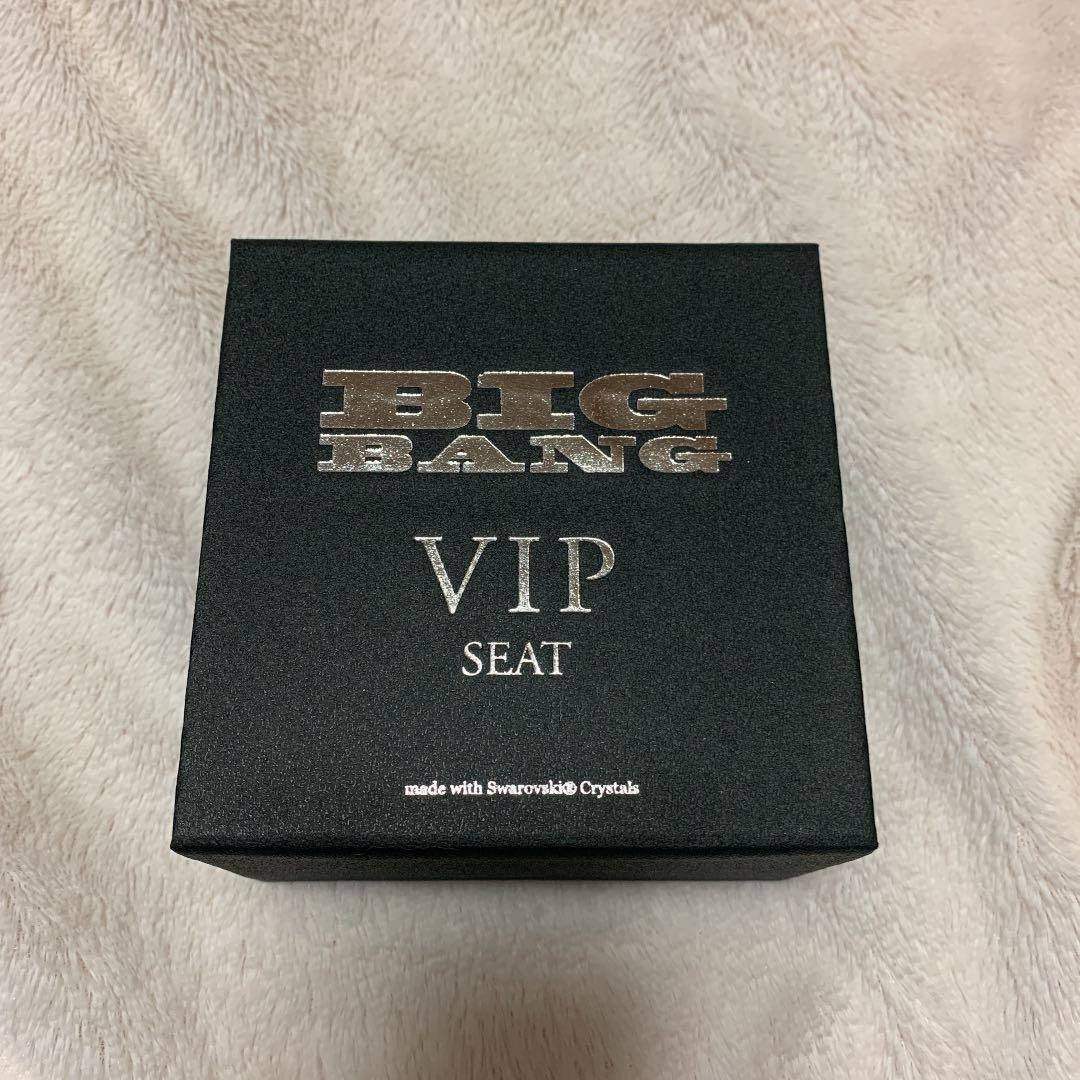 BIG
BANG
VIP
SEAT
made with Swarovski® Crystals